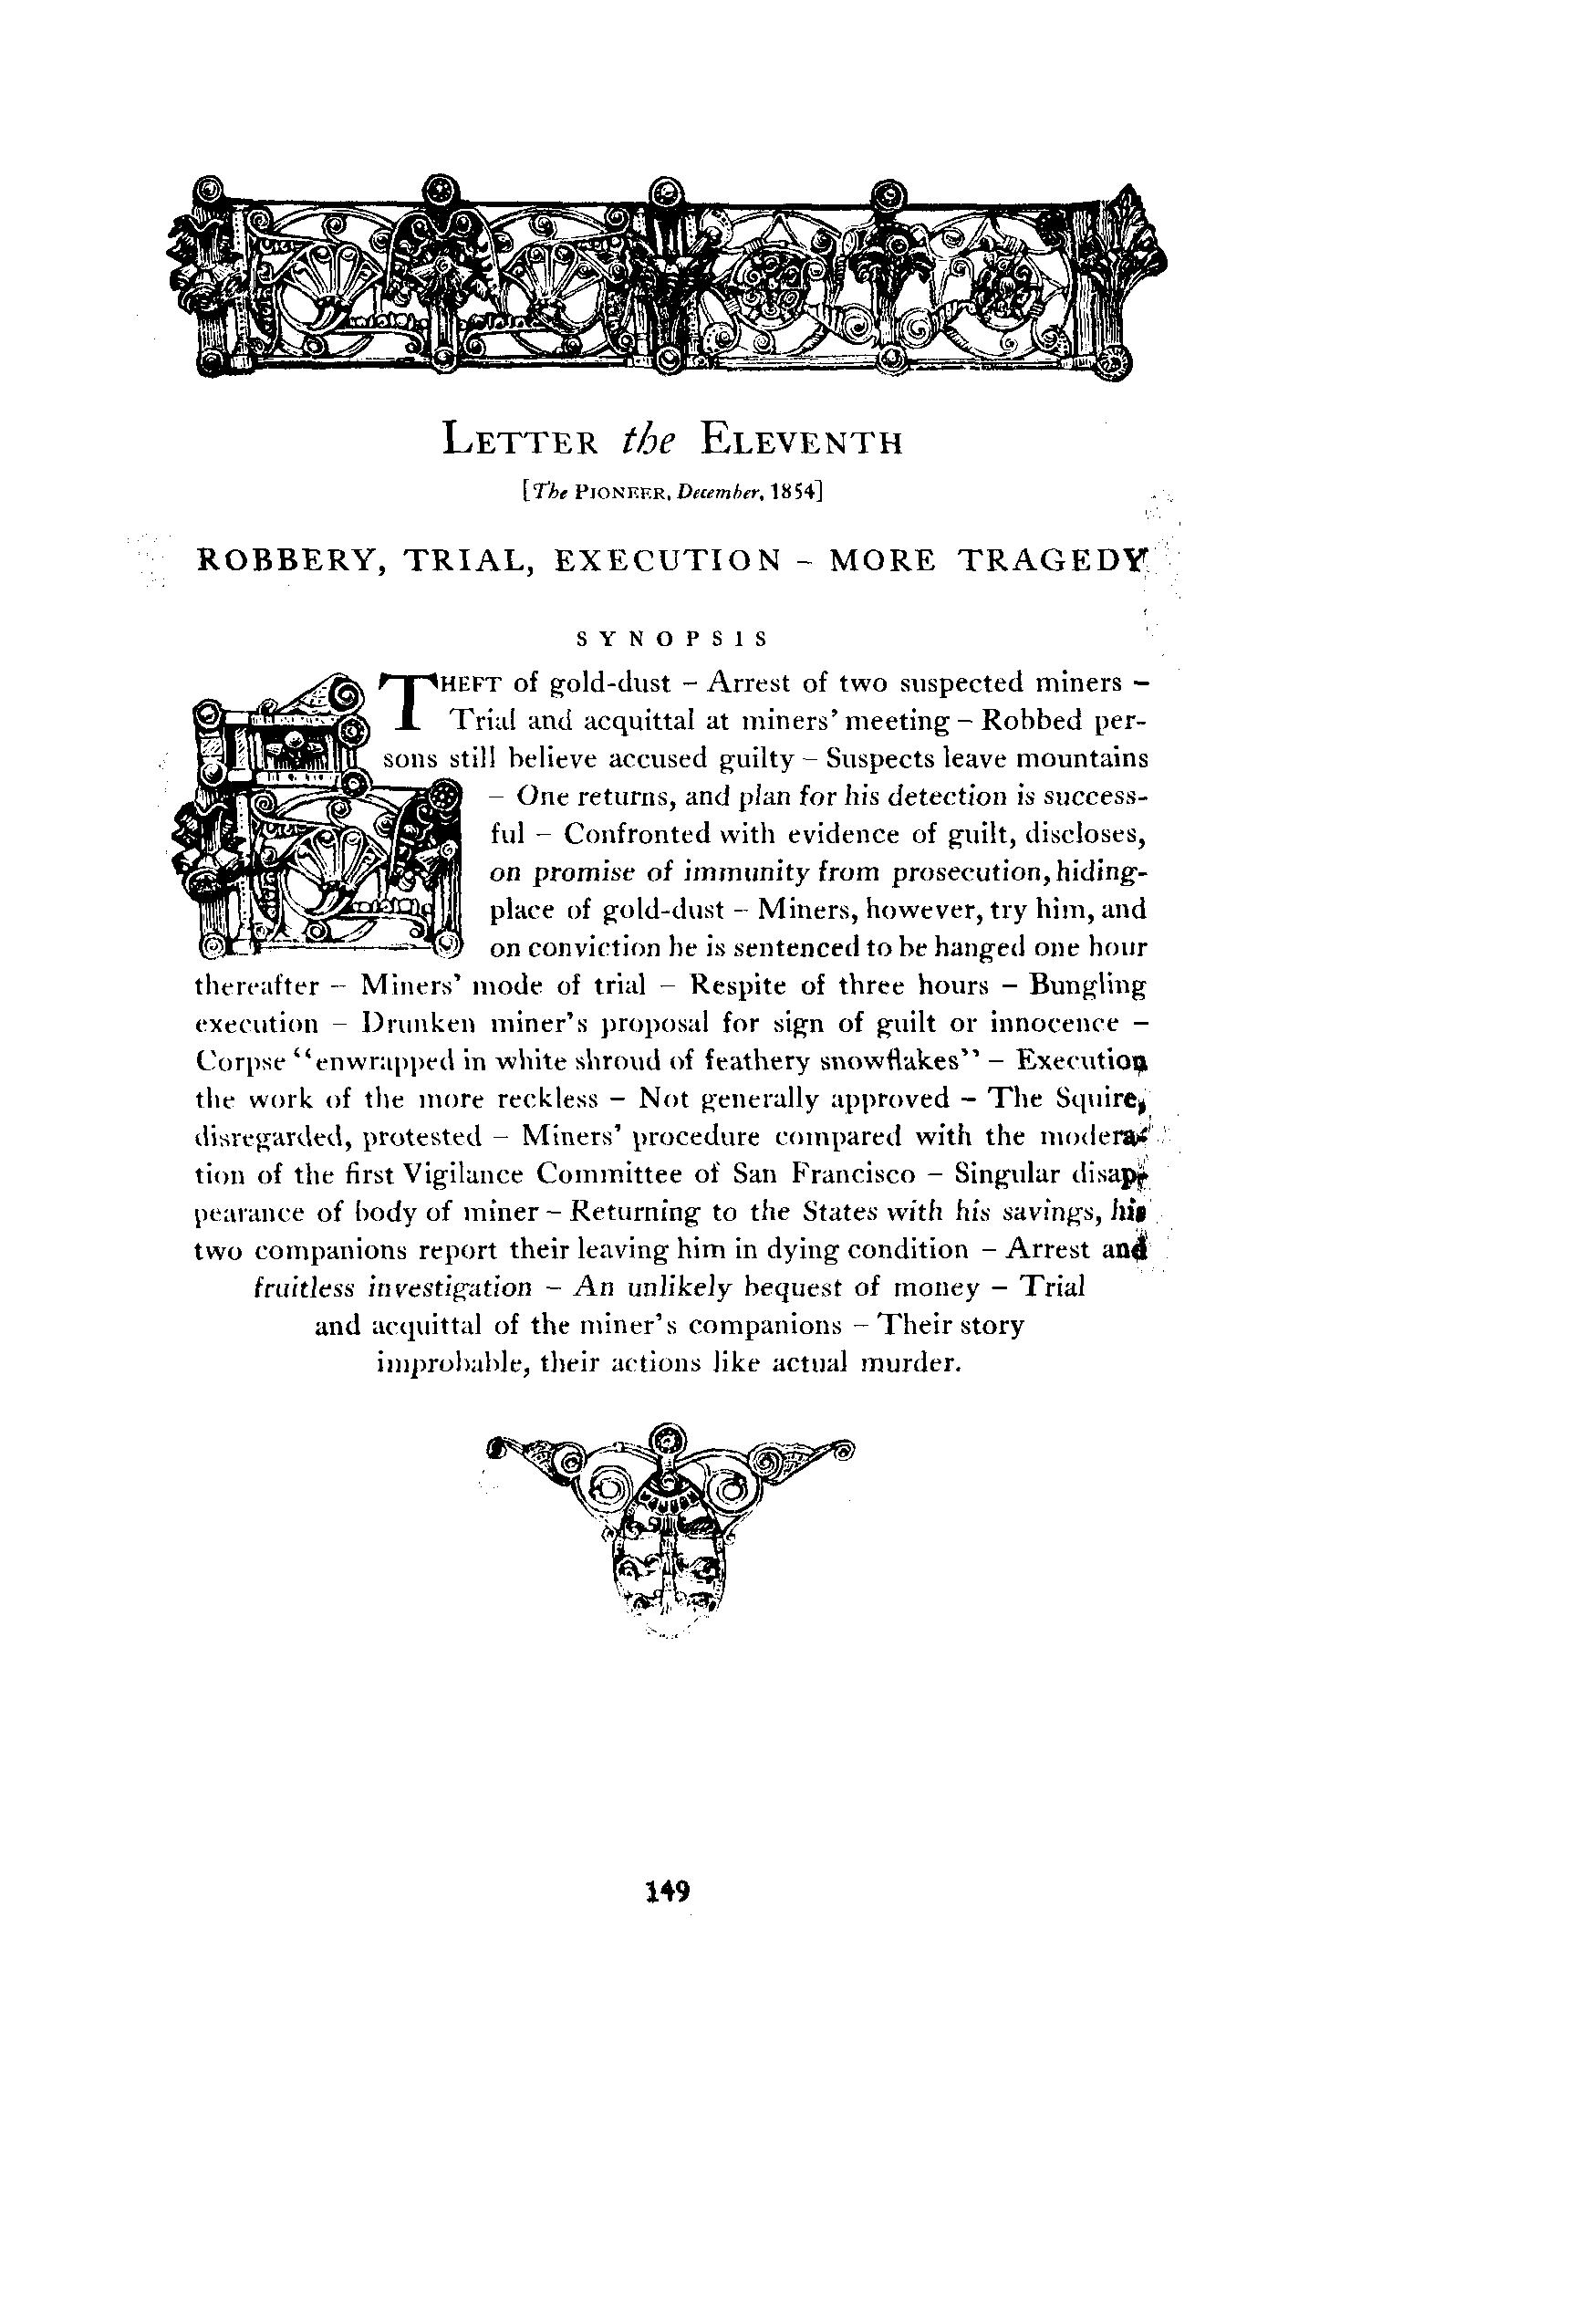 LETTER the ELEVENTH
[The PIONEER, December, 1854]
ROBBERY, TRIAL, EXECUTION – MORE TRAGEDY
SYNOPSIS
THEFT of gold-dust – Arrest of two suspected miners –
Trial and acquittal at miners' meeting – Robbed per-
sons still believe accused guilty – Suspects leave mountains
– One returns, and plan for his detection is success-
ful – Confronted with evidence of guilt, discloses,
on promise of immunity from prosecution, hiding-
place of gold-dust – Miners, however, try him, and
on conviction he is sentenced to be hanged one hour
thereafter – Miners' mode of trial – Respite of three hours – Bungling
execution – Drunken miner's proposal for sign of guilt or innocence –
Corpse "enwrapped in white shroud of feathery snowflakes" – Execution
the work of the more reckless – Not generally approved – The Squire,
disregarded, protested – Miners' procedure compared with the modera-
tion of the first Vigilance Committee of San Francisco – Singular disap-
pearance of body of miner – Returning to the States with his savings, his
two companions report their leaving him in dying condition – Arrest and
fruitless investigation – An unlikely bequest of money – Trial
and acquittal of the miner's companions – Their story
improbable, their actions like actual murder.
149